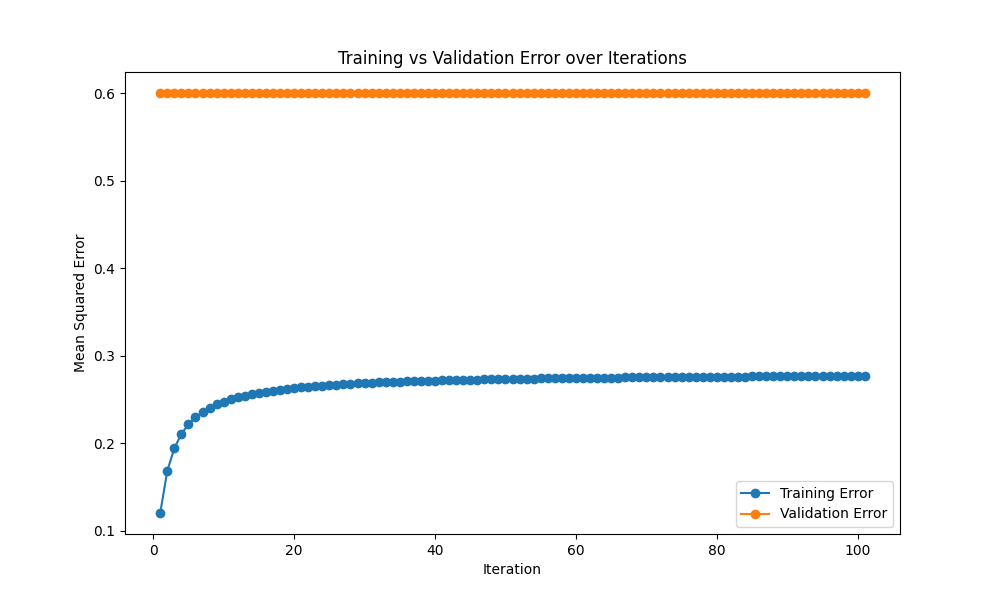 Training vs Validation Error over Iterations
Mean Squared Error
0.6
0.5
0.4
0.3
0.2
0.1
0 20 40 60 80 100
Iteration
Training Error
Validation Error